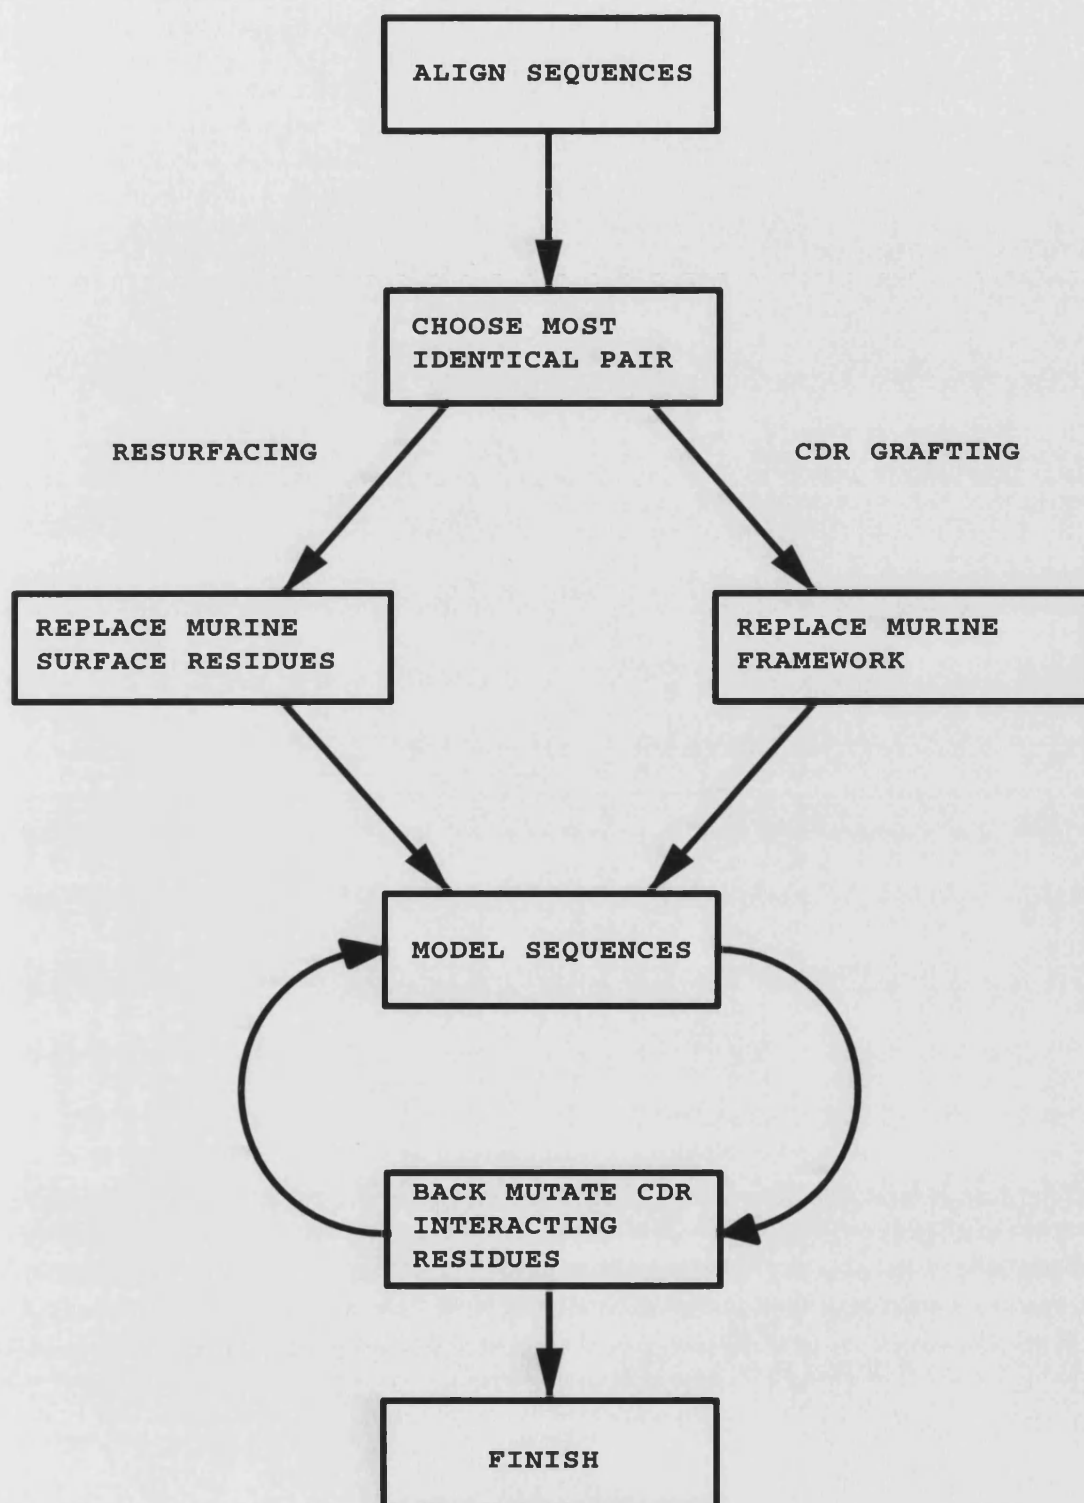 ALIGN SEQUENCES
CHOOSE MOST
IDENTICAL PAIR
RESURFACING
CDR GRAFTING
REPLACE MURINE
SURFACE RESIDUES
REPLACE MURINE
FRAMEWORK
MODEL SEQUENCES
BACK MUTATE CDR
INTERACTING
RESIDUES
FINISH